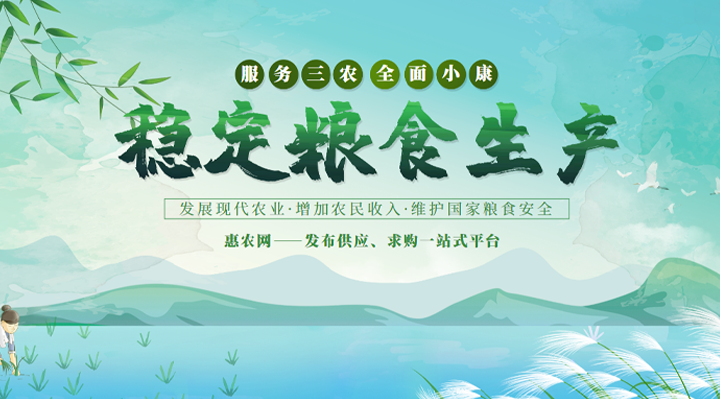 服务三农 全面小康
稳定粮食生产
发展现代农业·增加农民收入·维护国家粮食安全
惠农网——发布供应、求购一站式平台